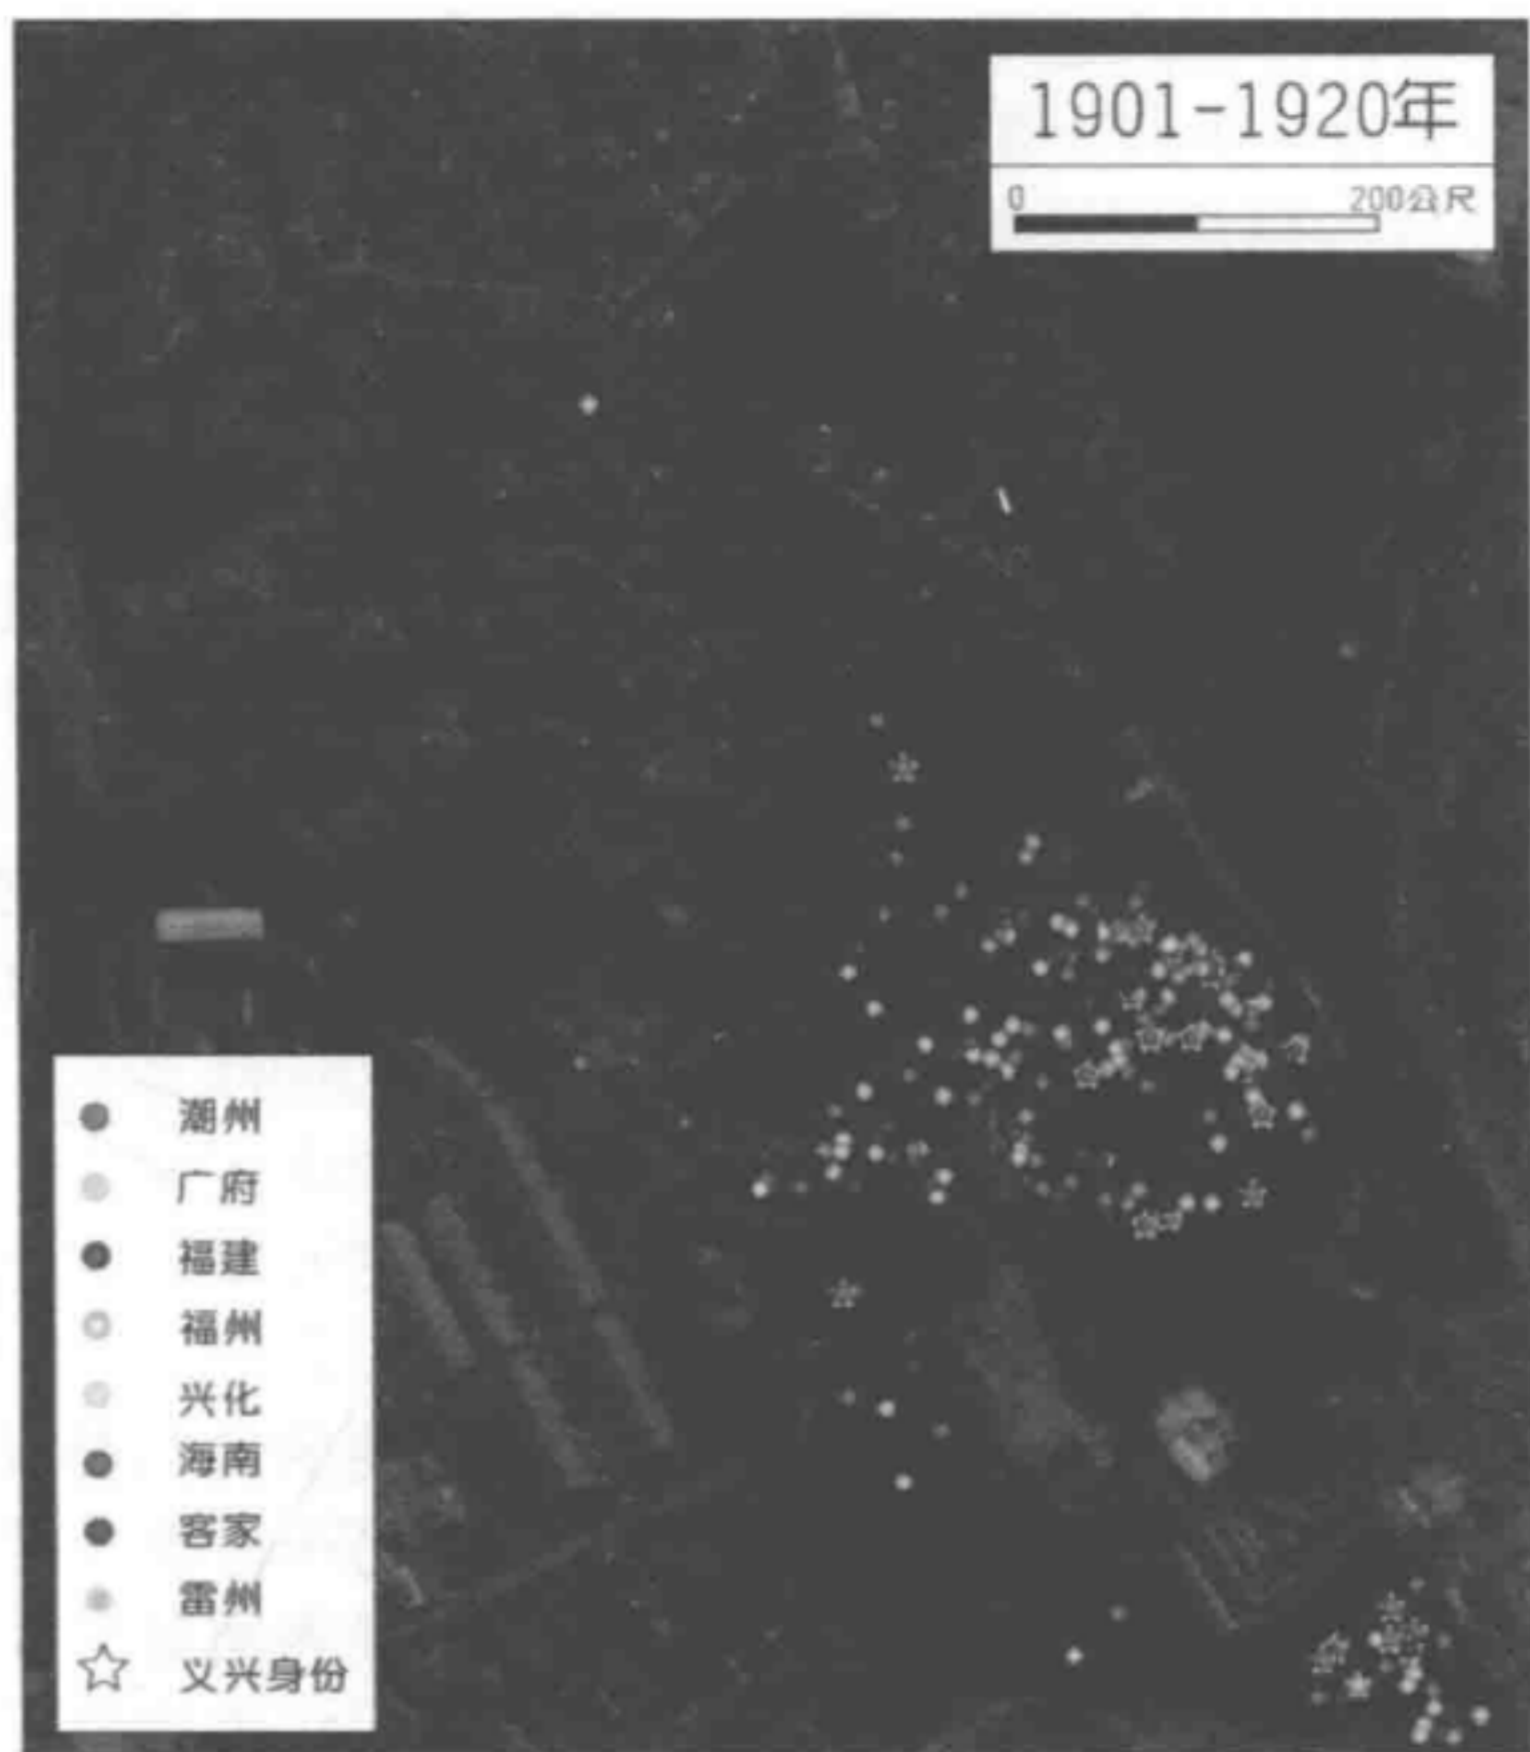 1901-1920年
0 200公尺
潮州
广府
福建
福州
兴化
海南
客家
雷州
义兴身份